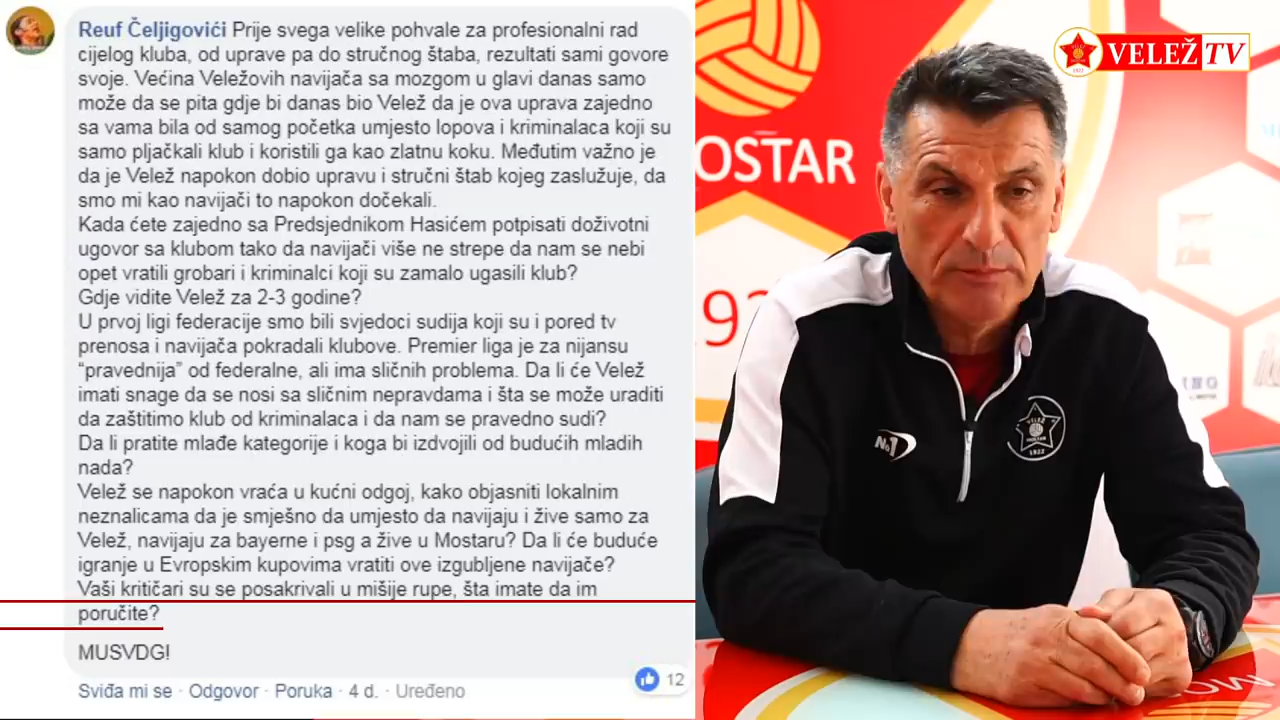 Reuf Čeljigovići Prije svega velike pohvale za profesionalni rad
cijelog kluba, od uprave pa do stručnog štaba, rezultati sami govore
svoje. Većina Veležovih navijača sa mozgom u glavi danas samo
može da se pita gdje bi danas bio Velež da je ova uprava zajedno
sa vama bila od samog početka umjesto lopova i kriminalaca koji su
samo pljačkali klub i koristili ga kao zlatnu koku. Međutim važno je
da je Velež napokon dobio upravu i stručni štab kojeg zaslužuje, da
smo mi kao navijači to napokon dočekali.
Kada ćete zajedno sa Predsjednikom Hasićem potpisati doživotni
ugovor sa klubom tako da navijači više ne strepe da nam se nebi
opet vratili grobari i kriminalci koji su zamalo ugasili klub?
Gdje vidite Velež za 2-3 godine?
U prvoj ligi federacije smo bili svjedoci sudija koji su i pored tv
prenosa i navijača pokradali klubove. Premier liga je za nijansu
“pravednija” od federalne, ali ima sličnih problema. Da li će Velež
imati snage da se nosi sa sličnim nepravdama i šta se može uraditi
da zaštitimo klub od kriminalaca i da nam se pravedno sudi?
Da li pratite mlađe kategorije i koga bi izdvojili od budućih mladih
nada?
Velež se napokon vraća u kućni odgoj, kako objasniti lokalnim
neznalicama da je smješno da umjesto da navijaju i žive samo za
Velež, navijaju za bayerne i psg a žive u Mostaru? Da li će buduće
igranje u Evropskim kupovima vratiti ove izgubljene navijače?
Vaši kritičari su se posakrivali u mišije rupe, šta imate da im
poručite?
MUSVDG!
Sviđa mi se · Odgovor · Poruka · 4 d. · Uređeno
12
VELEŽ TV
1922
OSTAR
19
No1
VELEŽ
MOSTAR
1922